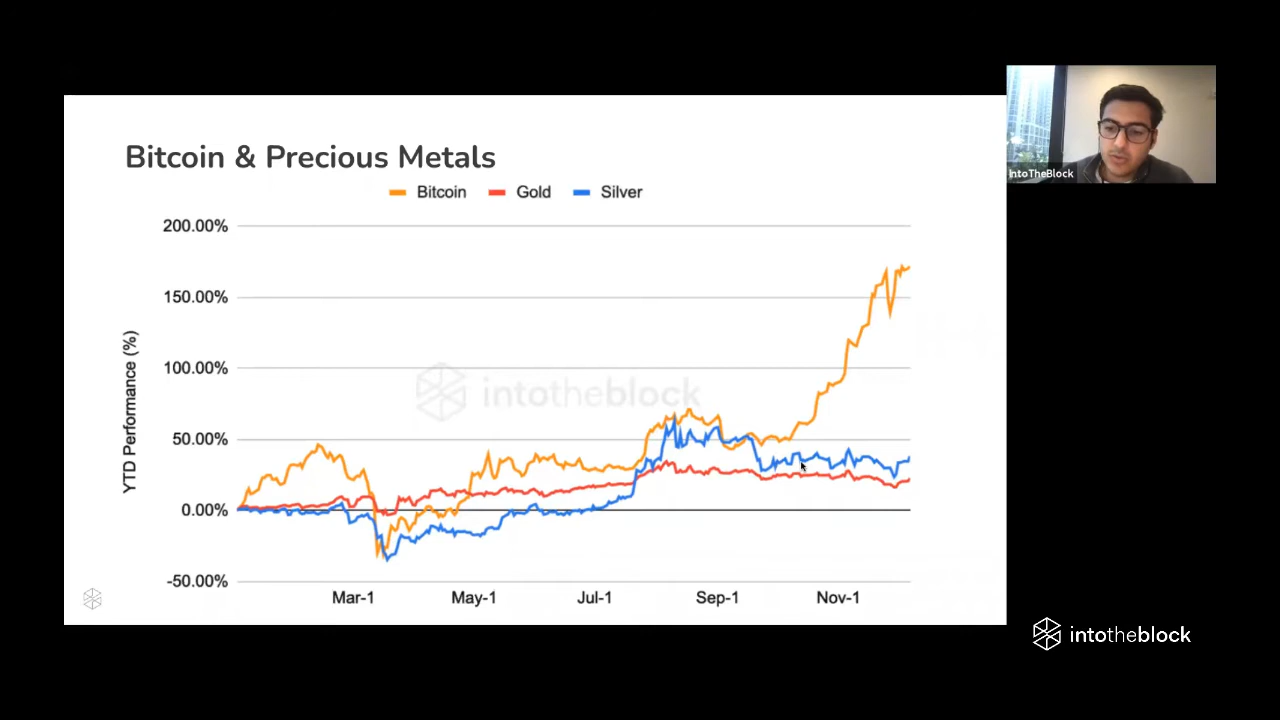 Bitcoin & Precious Metals
Bitcoin Gold Silver
200.00%
150.00%
100.00%
50.00%
0.00%
-50.00%
YTD Performance (%)
Mar-1 May-1 Jul-1 Sep-1 Nov-1
intotheblock
IntoTheBlock
intotheblock